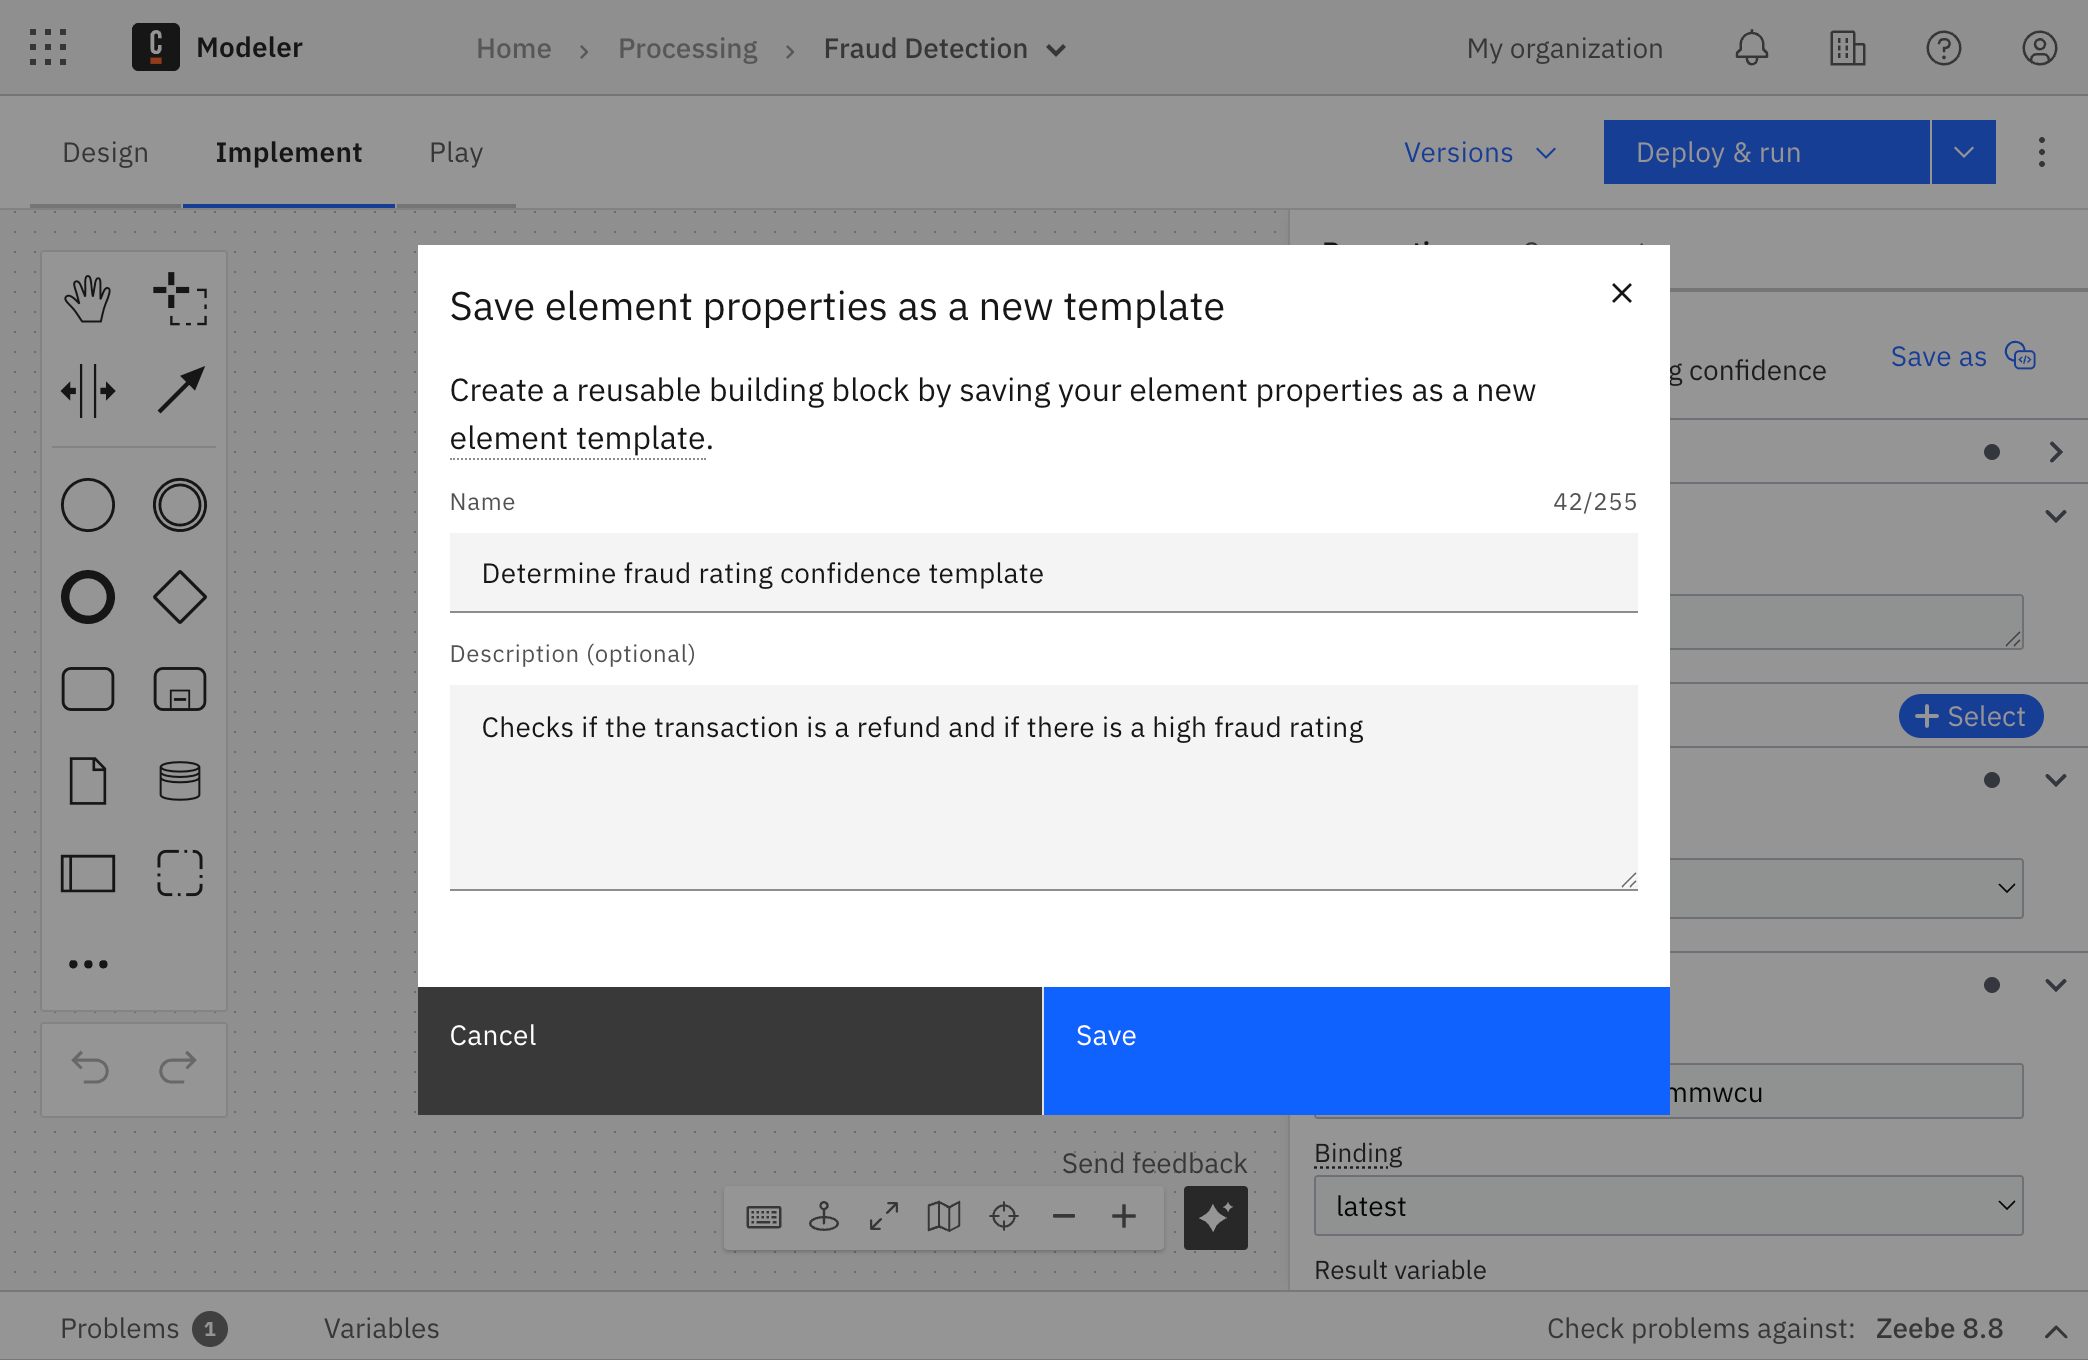 Modeler
Home
Processing
Fraud Detection
My organization
Design
Implement
Play
Versions
Deploy & run
Save element properties as a new template
Create a reusable building block by saving your element properties as a new
element template.
Name
42/255
Determine fraud rating confidence template
Description (optional)
Checks if the transaction is a refund and if there is a high fraud rating
Cancel
Save
confidence
Save as
Select
mmwcu
Binding
latest
Result variable
Send feedback
Problems 1
Variables
Check problems against: Zeebe 8.8